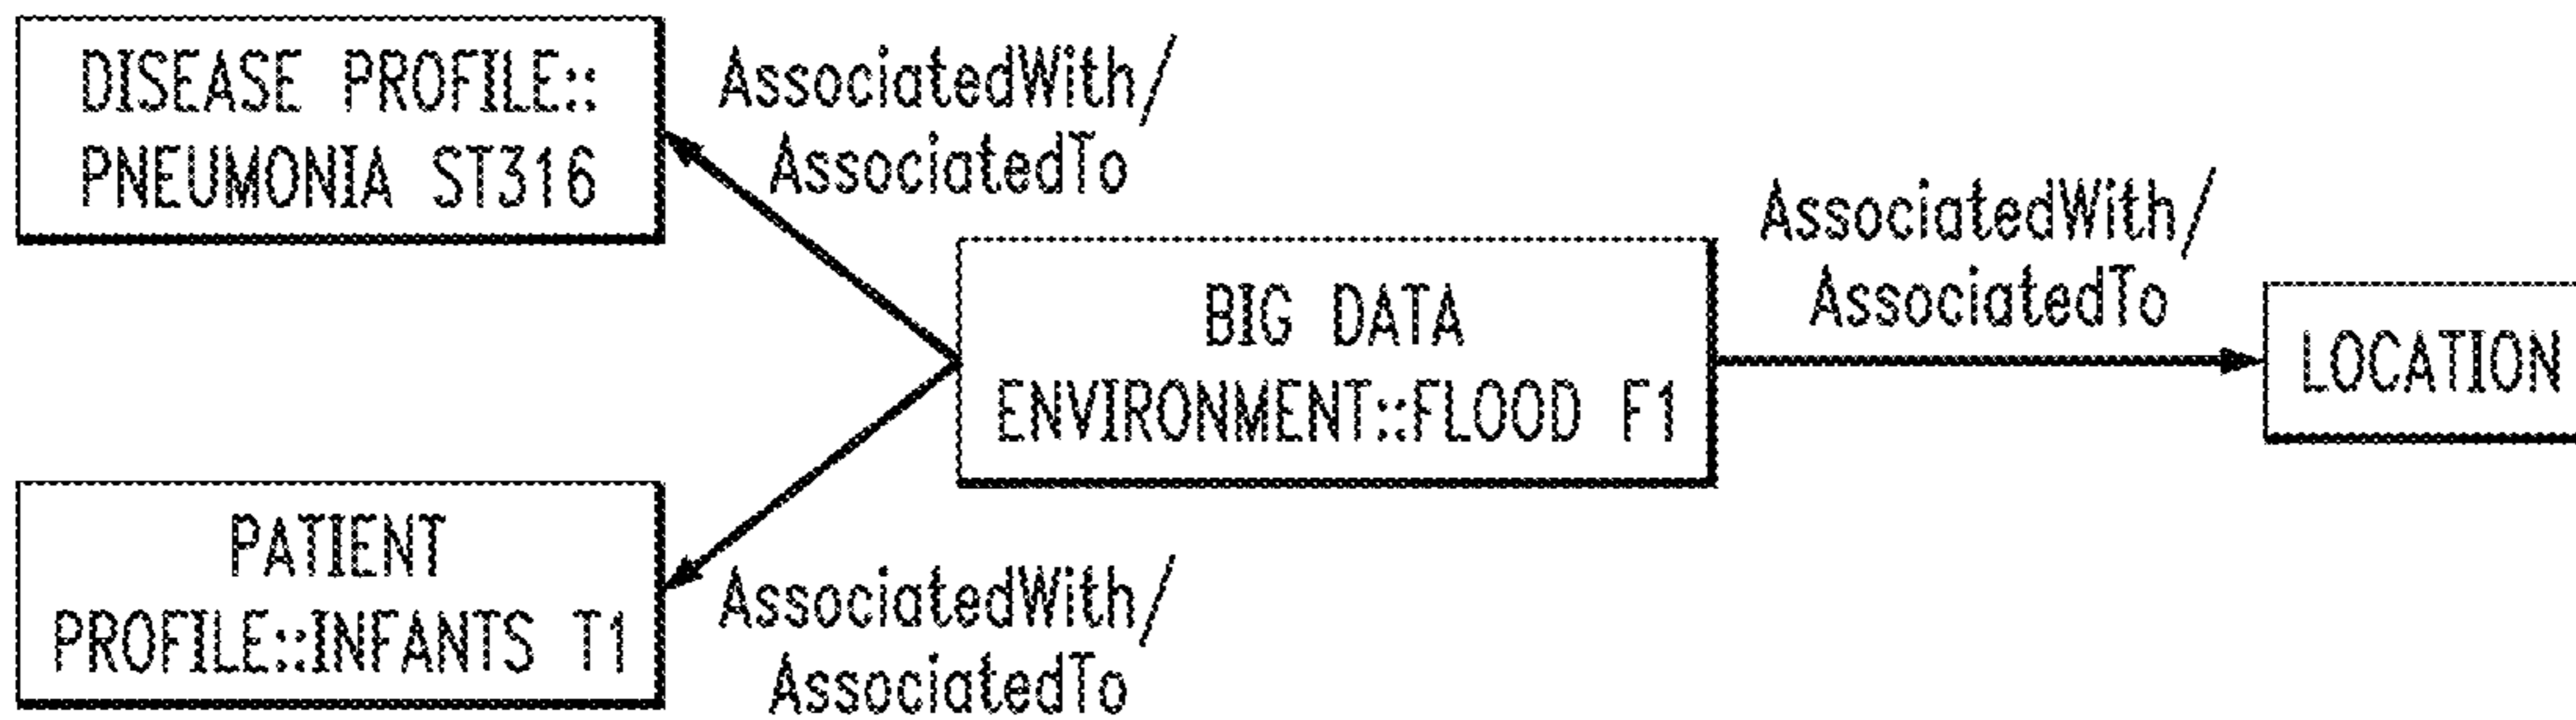 DISEASE PROFILE::
PNEUMONIA ST316
AssociatedWith/
AssociatedTo
AssociatedWith/
AssociatedTo
BIG DATA
ENVIRONMENT::FLOOD F1
LOCATION
PATIENT
PROFILE::INFANTS T1
AssociatedWith/
AssociatedTo